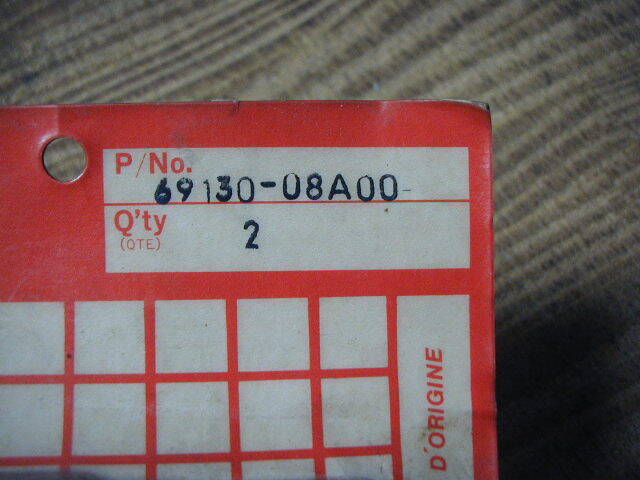 P/No.
69130-08A00-
Q'ty
(QTE)
2
D'ORIGINE